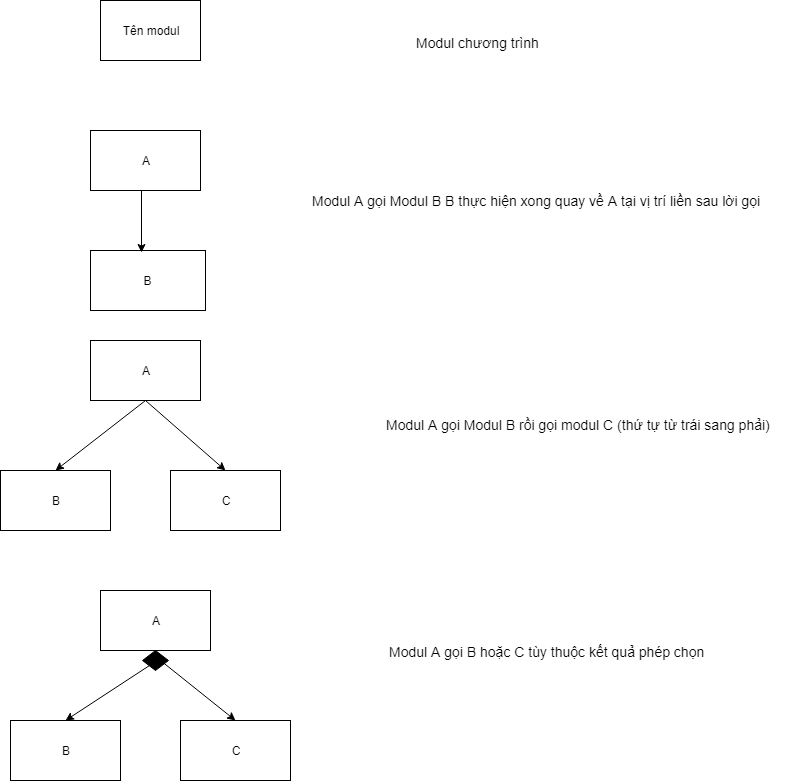 Tên modul
Modul chương trình
A
Modul A gọi Modul B B thực hiện xong quay về A tại vị trí liền sau lời gọi
B
A
Modul A gọi Modul B rồi gọi modul C (thứ tự từ trái sang phải)
B
C
A
Modul A gọi B hoặc C tùy thuộc kết quả phép chọn
B
C